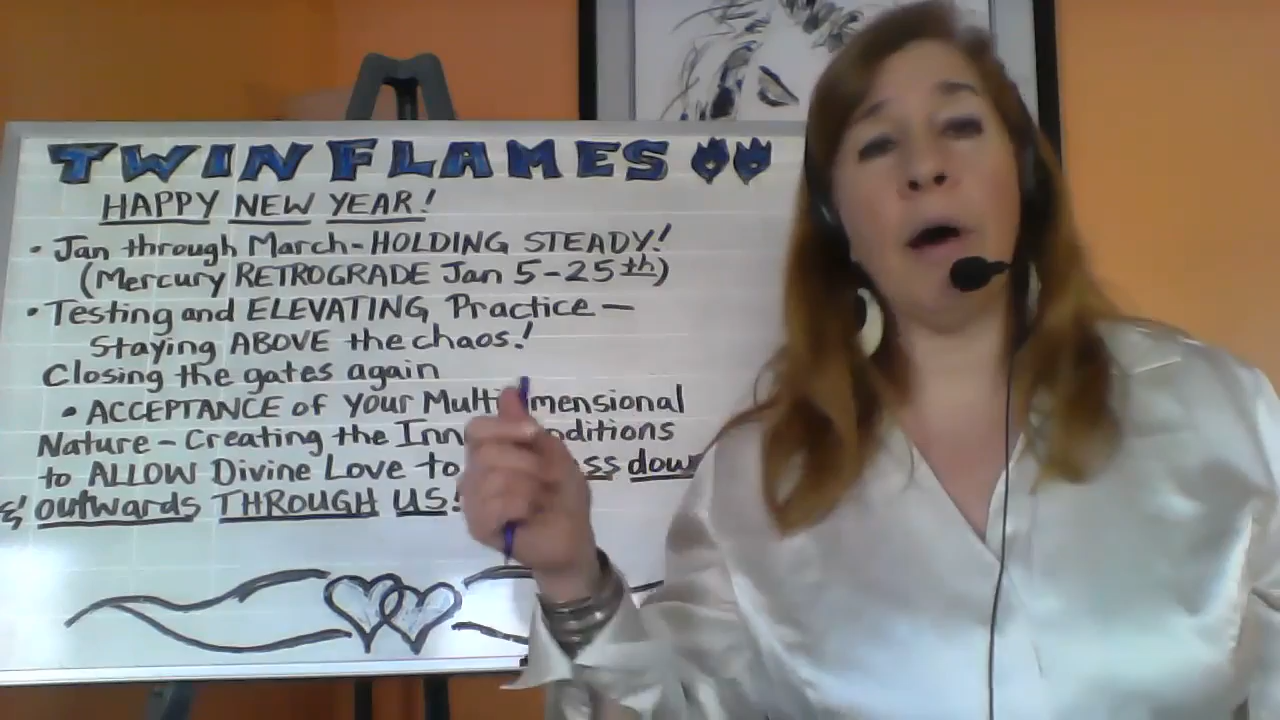 TWIN FLAMES
HAPPY NEW YEAR!
• Jan through March - HOLDING STEADY!
(Mercury RETROGRADE Jan 5-25th)
• Testing and ELEVATING Practice —
Staying ABOVE the chaos!
Closing the gates again
• ACCEPTANCE of Your mensional
Nature - Creating the
to ALLOW Divine Love to down
& outwards THROUGH US!